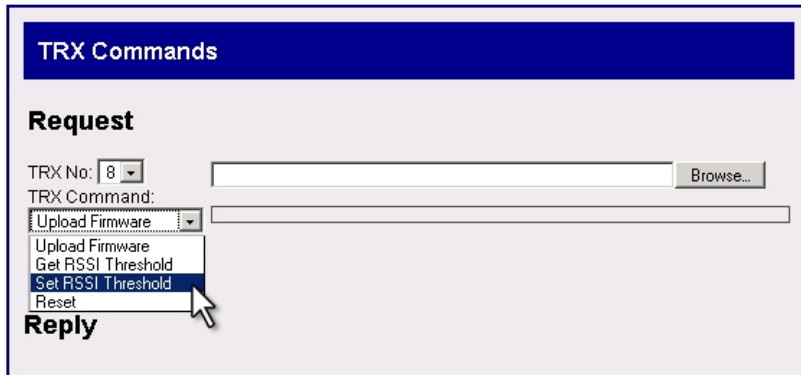 TRX Commands
Request
TRX No: 8
Browse...
TRX Command:
Upload Firmware
Upload Firmware
Get RSSI Threshold
Set RSSI Threshold
Reset
Reply